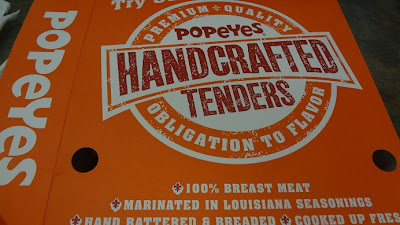 Try
POPEYES
PREMIUM • QUALITY
POPEYES
HANDCRAFTED
TENDERS
OBLIGATION TO FLAVOR
100% BREAST MEAT
MARINATED IN LOUISIANA SEASONINGS
HAND BATTERED & BREADED COOKED UP FRES